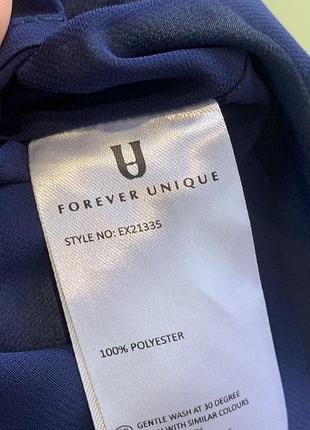 FOREVER UNIQUE
STYLE NO: EX21335
100% POLYESTER
GENTLE WASH AT 30 DEGREE
WITH SIMILAR COLOURS